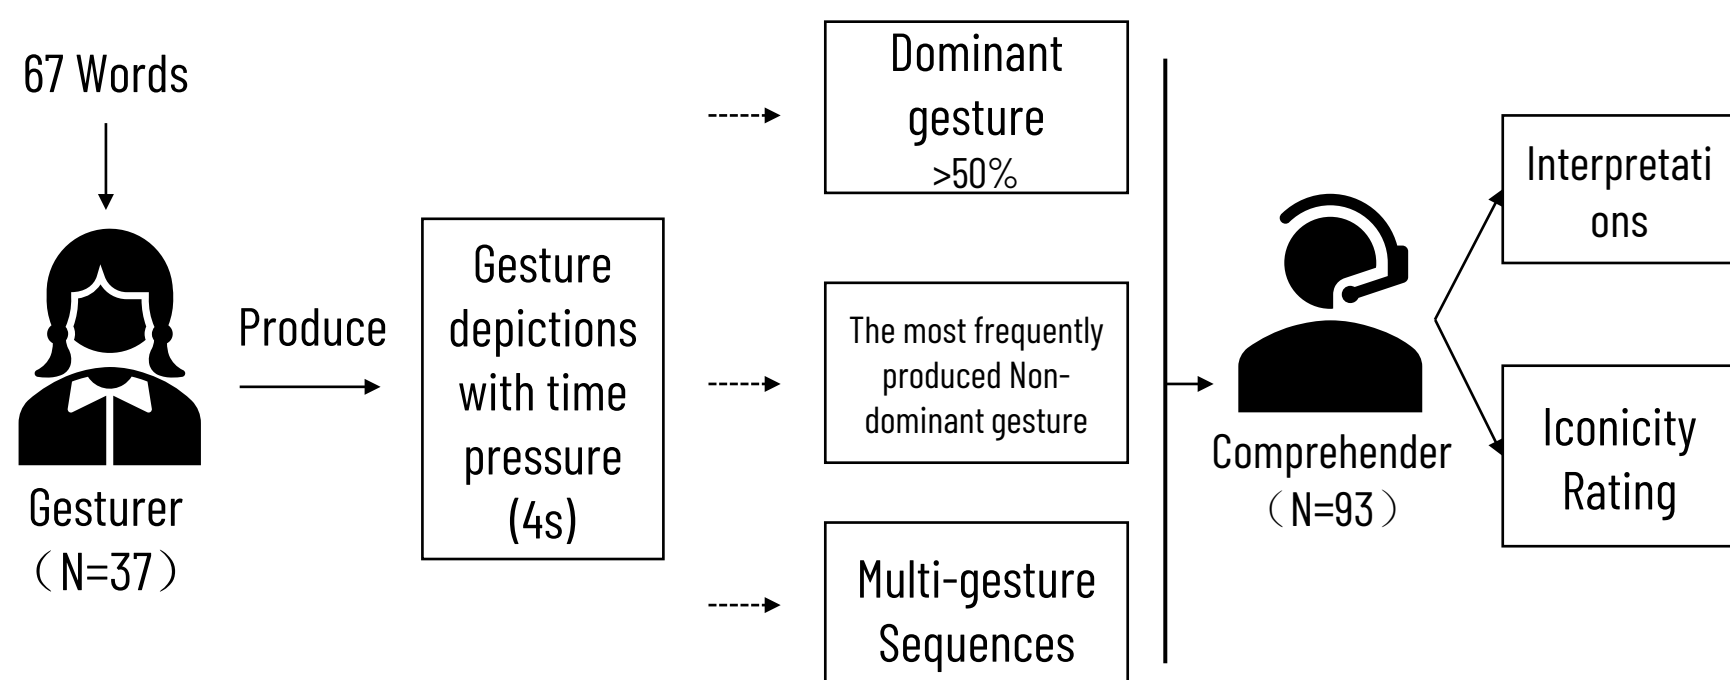 67 Words
Gesturer
（N=37）
Produce
Gesture
depictions
with time
pressure
(4s)
Dominant
gesture
>50%
The most frequently
produced Non-
dominant gesture
Multi-gesture
Sequences
Comprehender
（N=93）
Interpretati
ons
Iconicity
Rating